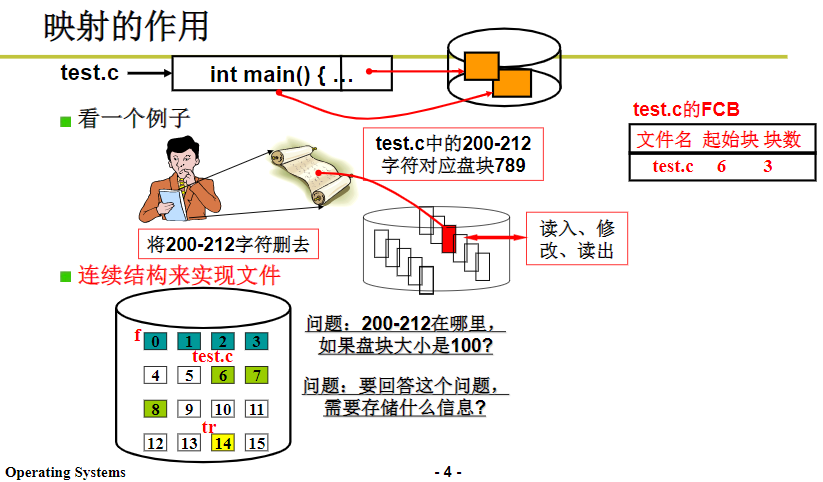 映射的作用
test.c
int main() { …
看一个例子
test.c中的200-212
字符对应盘块789
test.c的FCB
文件名 起始块 块数
test.c 6 3
将200-212字符删去
读入、修
改、读出
连续结构来实现文件
f
0 1 2 3
test.c
4 5 6 7
8 9 10 11
tr
12 13 14 15
问题：200-212在哪里，
如果盘块大小是100?
问题：要回答这个问题，
需要存储什么信息?
Operating Systems
- 4 -